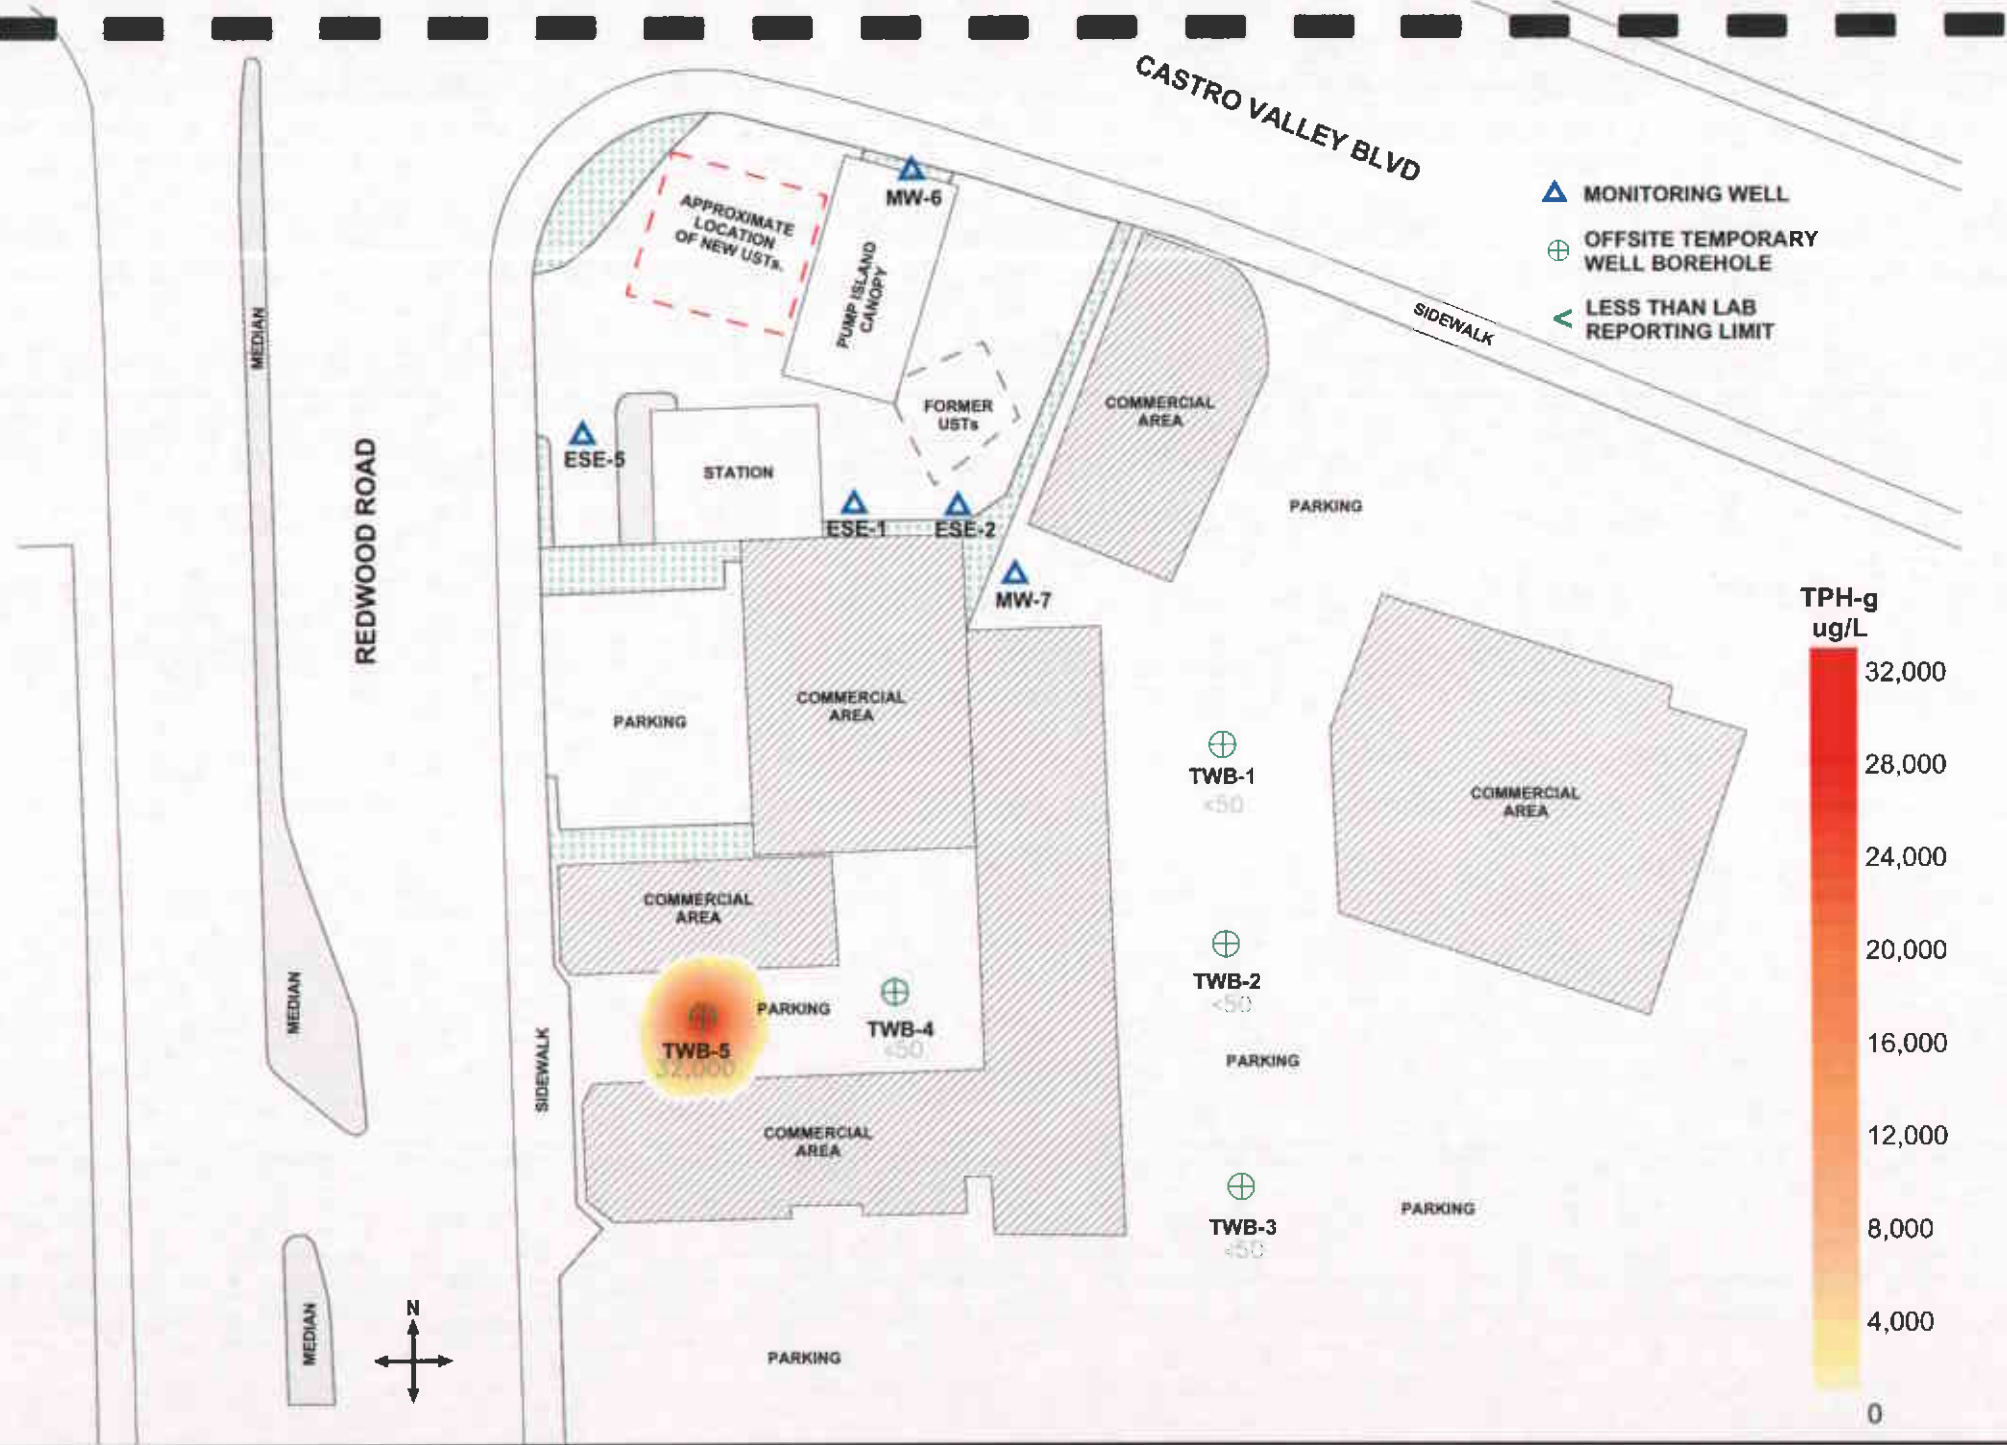 CASTRO VALLEY BLVD
MONITORING WELL
OFFSITE TEMPORARY
WELL BOREHOLE
< LESS THAN LAB
REPORTING LIMIT
MW-6
APPROXIMATE
LOCATION
OF NEW USTs.
PUMP ISLAND
CANOPY
MEDIAN
SIDEWALK
COMMERCIAL
AREA
FORMER
USTs
ESE-5
STATION
REDWOOD ROAD
ESE-1
ESE-2
PARKING
MW-7
TPH-g
ug/L
32,000
28,000
24,000
20,000
16,000
12,000
8,000
4,000
0
PARKING
COMMERCIAL
AREA
TWB-1
<50
COMMERCIAL
AREA
COMMERCIAL
AREA
MEDIAN
TWB-2
<50
PARKING
TWB-5
32,000
PARKING
TWB-4
<50
SIDEWALK
COMMERCIAL
AREA
TWB-3
<50
PARKING
MEDIAN
N
PARKING